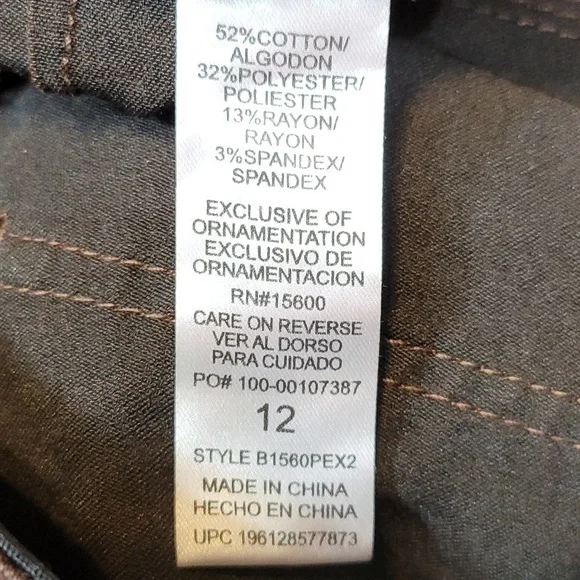 52%COTTON/
ALGODON
32%POLYESTER/
POLIESTER
13%RAYON/
RAYON
3%SPANDEX/
SPANDEX
EXCLUSIVE OF
ORNAMENTATION
EXCLUSIVO DE
ORNAMENTACION
RN#15600
CARE ON REVERSE
VER AL DORSO
PARA CUIDADO
PO# 100-00107387
12
STYLE B1560PEX2
MADE IN CHINA
HECHO EN CHINA
UPC 196128577873